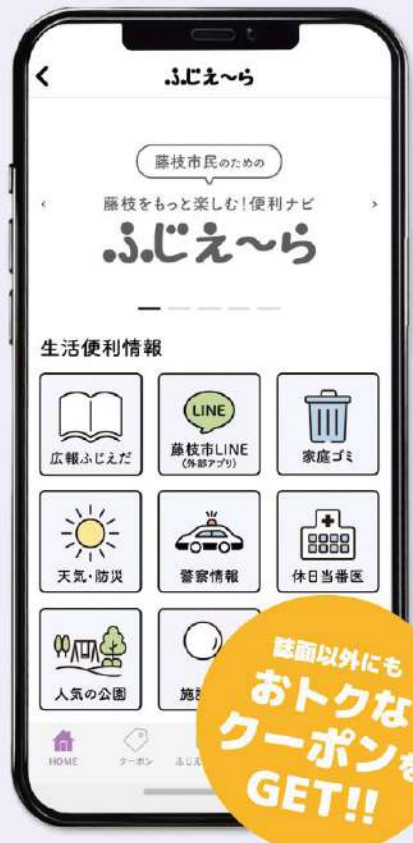 ふじえ～ら
藤枝市民のための
藤枝をもっと楽しむ!便利ナビ
ふじえ～ら
生活便利情報
広報ふじえだ
LINE
藤枝市LINE
(外部アプリ)
家庭ゴミ
天気・防災
警察情報
休日当番医
人気の公園
施設
HOME
クーポン
ふじえ
誌面以外にも
おトクな
クーポンを
GET!!